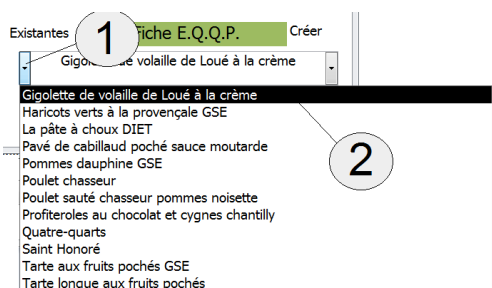 Existantes 1 Fiche E.Q.Q.P. Créer
Gigolette de volaille de Loué à la crème
Gigolette de volaille de Loué à la crème
Haricots verts à la provençale GSE
La pâte à choux DIET
Pavé de cabillaud poché sauce moutarde
2
Pommes dauphine GSE
Poulet chasseur
Poulet sauté chasseur pommes noisette
Profiteroles au chocolat et cygnes chantilly
Quatre-quarts
Saint Honoré
Tarte aux fruits pochés GSE
Tarte longue aux fruits pochés